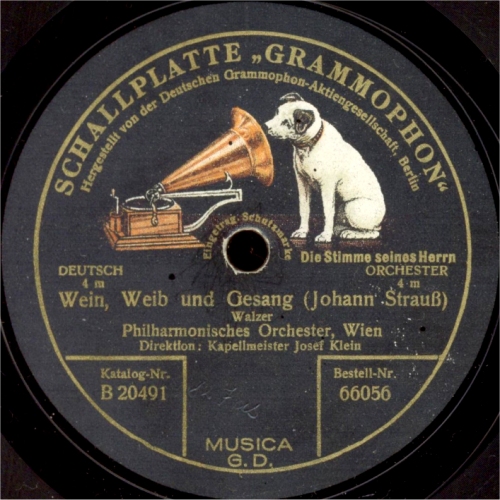 SCHALLPLATTE „GRAMMOPHON“
Hergestellt von der Deutschen Grammophon-Aktiengesellschaft, Berlin
Eingetrag. Schutzmarke
Die Stimme seines Herrn
DEUTSCH ORCHESTER
4 m 4 m
Wein, Weib und Gesang (Johann Strauß)
Walzer
Philharmonisches Orchester, Wien
Direktion: Kapellmeister Josef Klein
Katalog-Nr. Bestell-Nr.
B 20491 66056
MUSICA
G.D.